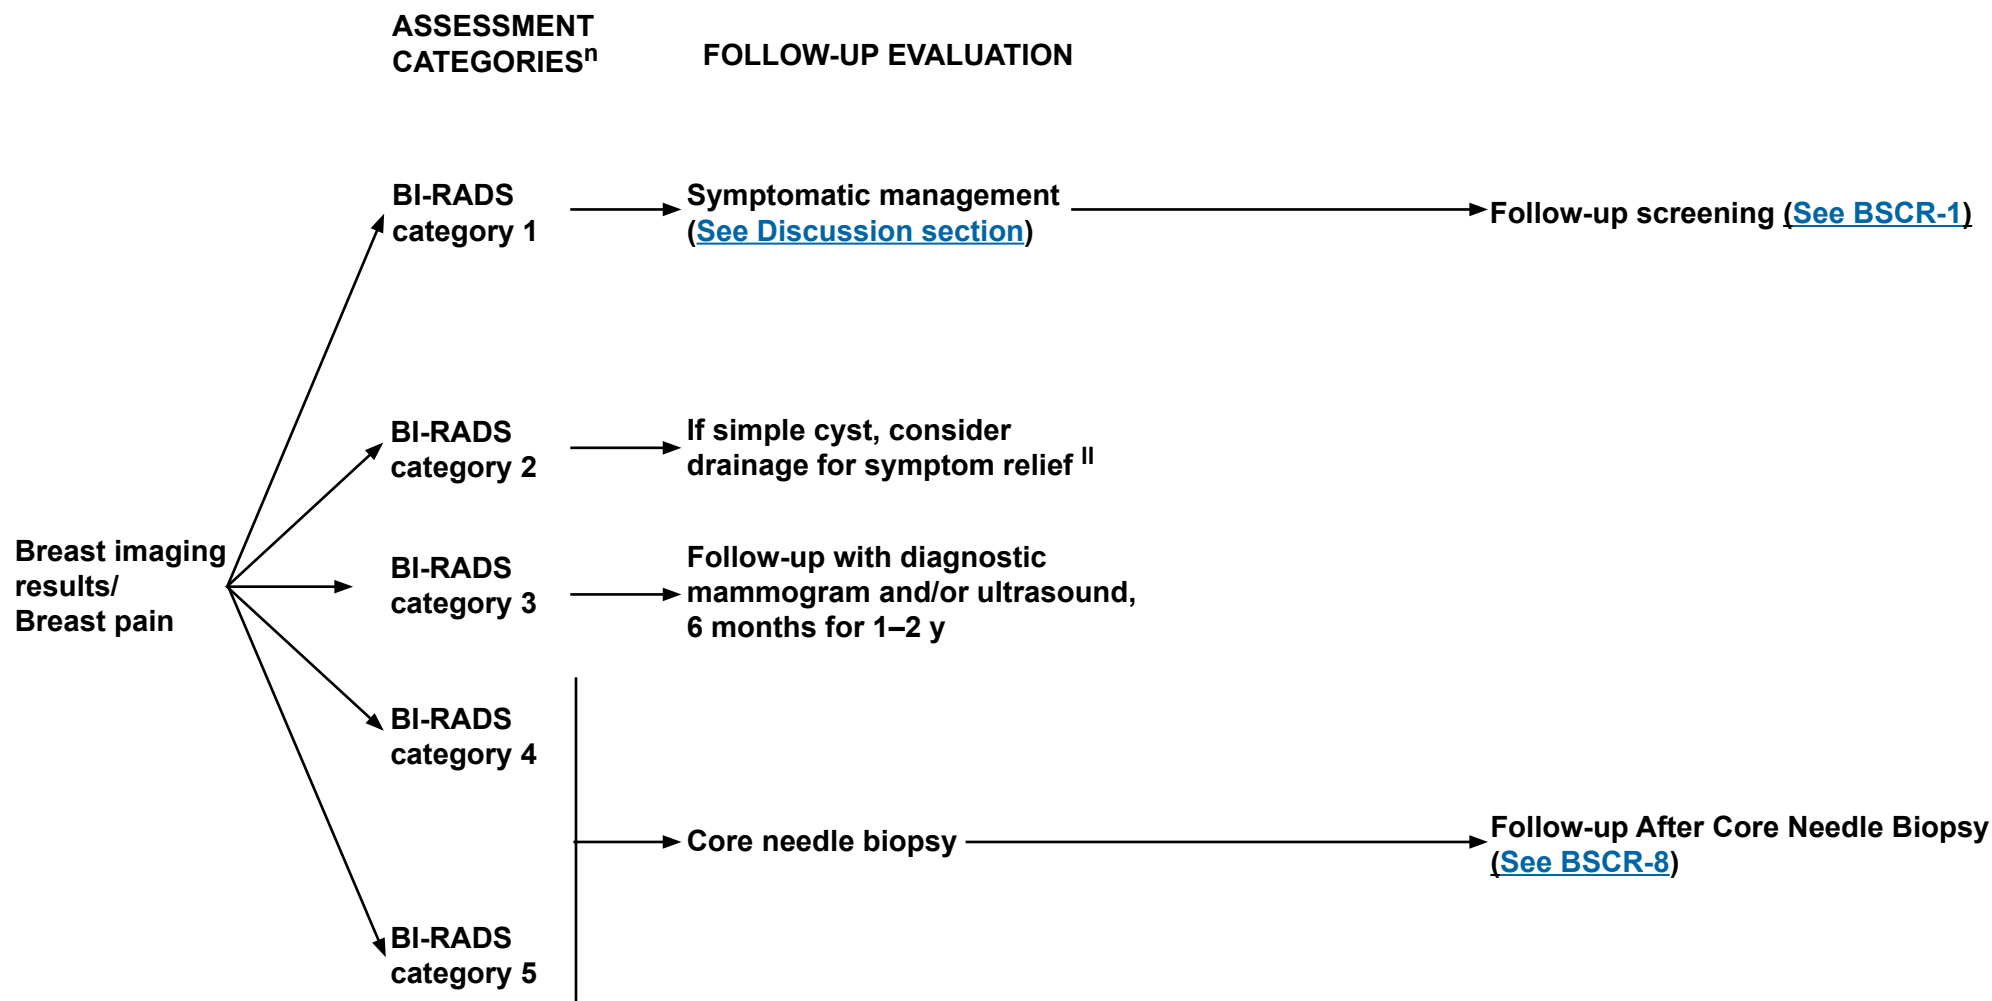 ASSESSMENT
CATEGORIESⁿ
FOLLOW-UP EVALUATION
BI-RADS
category 1
Symptomatic management
(See Discussion section)
Follow-up screening (See BSCR-1)
BI-RADS
category 2
If simple cyst, consider
drainage for symptom relief ll
Breast imaging
results/
Breast pain
BI-RADS
category 3
Follow-up with diagnostic
mammogram and/or ultrasound,
6 months for 1–2 y
BI-RADS
category 4
Core needle biopsy
Follow-up After Core Needle Biopsy
(See BSCR-8)
BI-RADS
category 5